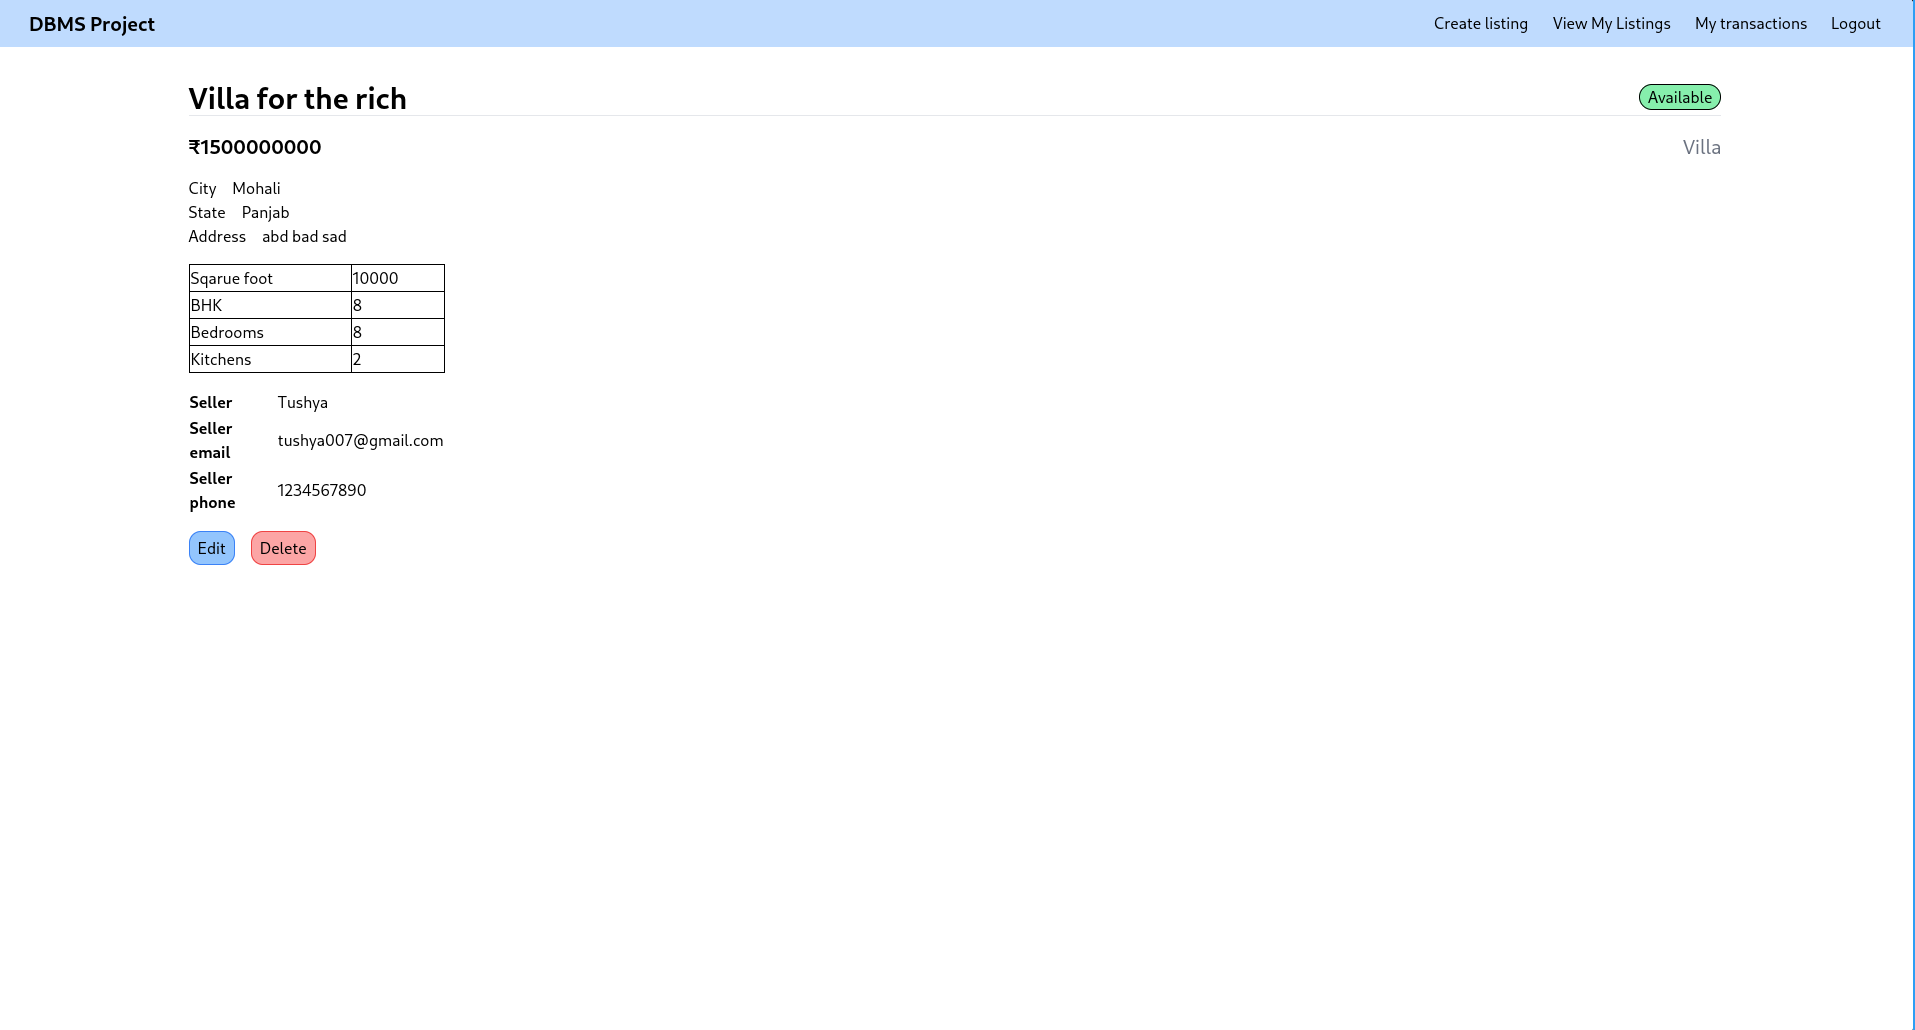 DBMS Project Create listing View My Listings My transactions Logout
Villa for the rich Available
₹1500000000 Villa
City Mohali
State Panjab
Address abd bad sad
Sqarue foot 10000
BHK 8
Bedrooms 8
Kitchens 2
Seller Tushya
Seller
email tushya007@gmail.com
Seller
phone 1234567890
Edit Delete